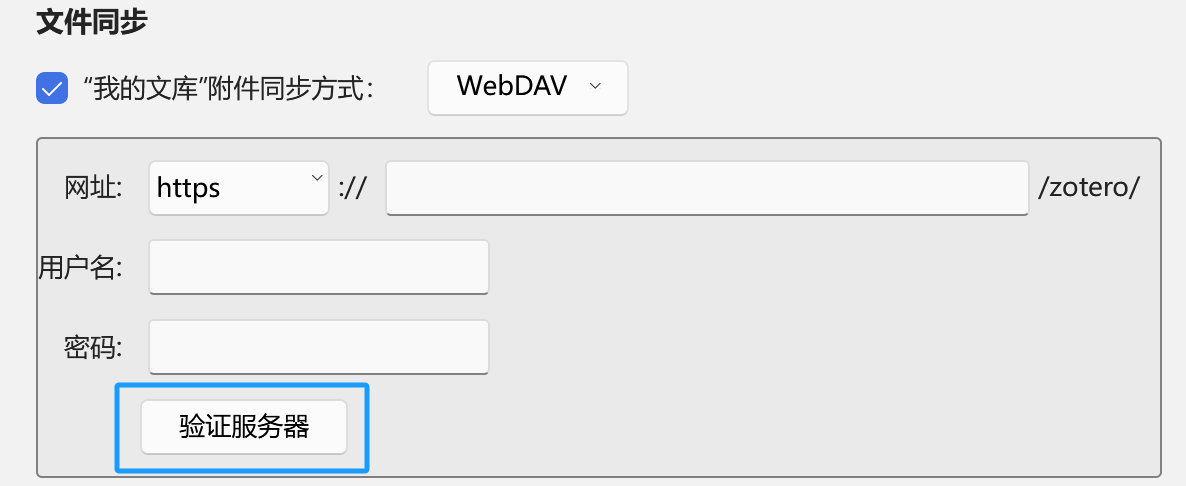 文件同步
“我的文库”附件同步方式： WebDAV
网址: https :// /zotero/
用户名:
密码:
验证服务器